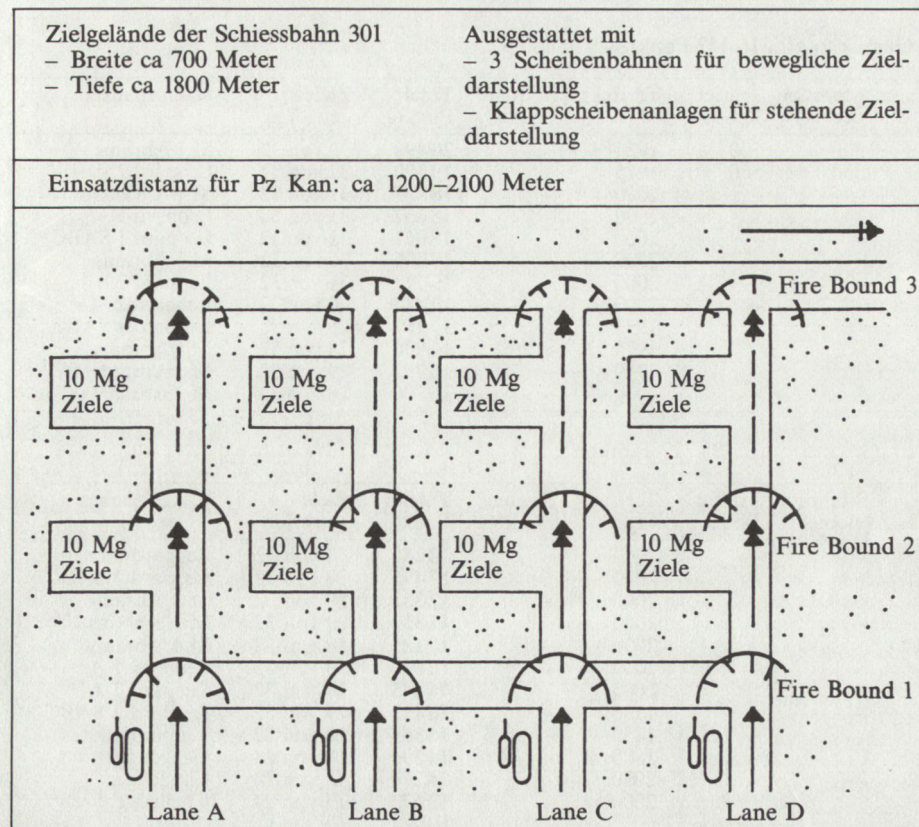 Zielgelände der Schiessbahn 301
– Breite ca 700 Meter
– Tiefe ca 1800 Meter
Ausgestattet mit
– 3 Scheibenbahnen für bewegliche Ziel-
darstellung
– Klappscheibenanlagen für stehende Ziel-
darstellung
Einsatzdistanz für Pz Kan: ca 1200–2100 Meter
Fire Bound 3
10 Mg
Ziele
10 Mg
Ziele
10 Mg
Ziele
10 Mg
Ziele
10 Mg
Ziele
10 Mg
Ziele
10 Mg
Ziele
10 Mg
Ziele
Fire Bound 2
Fire Bound 1
Lane A
Lane B
Lane C
Lane D